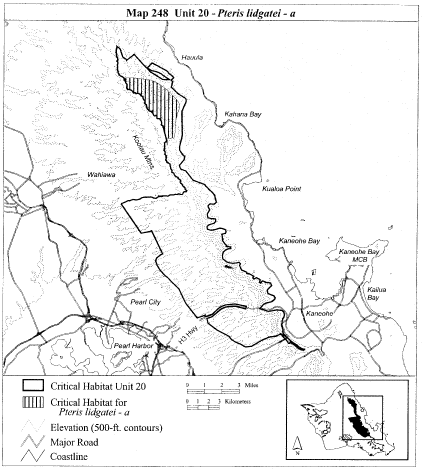 Map 248 Unit 20 - Pteris lidgatei - a
Hauula
Kahana Bay
Koolau Mtns.
Wahiawa
Kualoa Point
Kaneohe Bay
Kaneohe Bay
MCB
Kailua
Bay
Pearl City
Kaneohe
H3 Hwy
Pearl Harbor
Critical Habitat Unit 20
Critical Habitat for
Pteris lidgatei - a
Elevation (500-ft. contours)
Major Road
Coastline
0 1 2 3 Miles
0 1 2 3 Kilometers
N